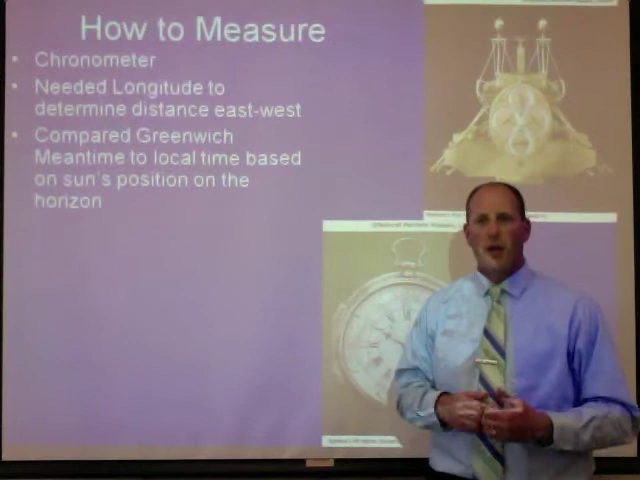 How to Measure
• Chronometer
• Needed Longitude to
determine distance east-west
• Compared Greenwich
Meantime to local time based
on sun's position on the
horizon